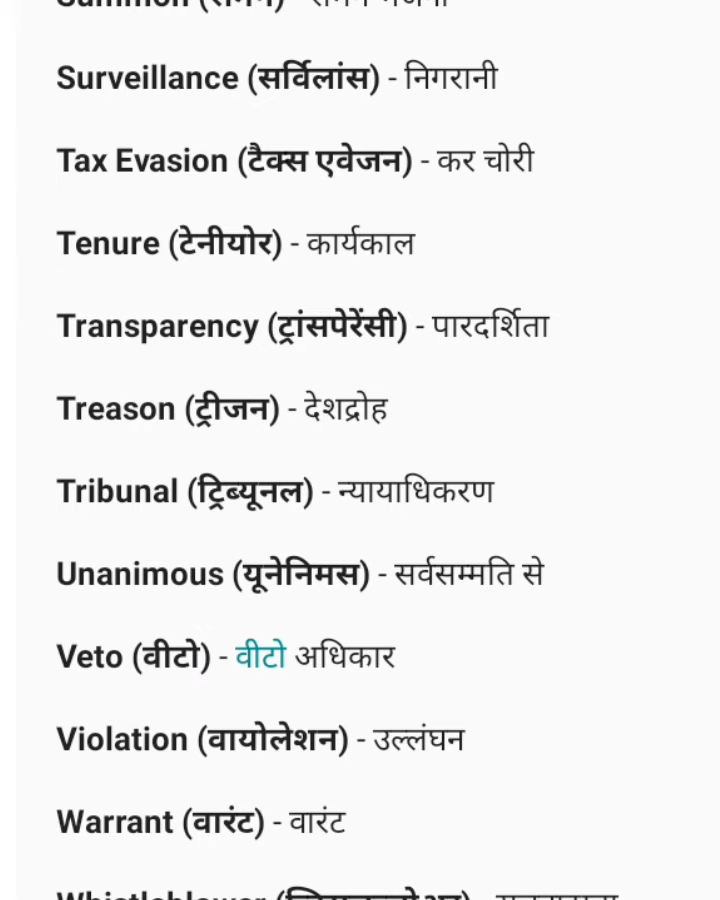 Surveillance (सर्विलांस) - निगरानी
Tax Evasion (टैक्स एवेजन) - कर चोरी
Tenure (टेनीयोर) - कार्यकाल
Transparency (ट्रांसपेरेंसी) - पारदर्शिता
Treason (ट्रीजन) - देशद्रोह
Tribunal (ट्रिब्यूनल) - न्यायाधिकरण
Unanimous (यूनेनिमस) - सर्वसम्मति से
Veto (वीटो) - वीटो अधिकार
Violation (वायोलेशन) - उल्लंघन
Warrant (वारंट) - वारंट